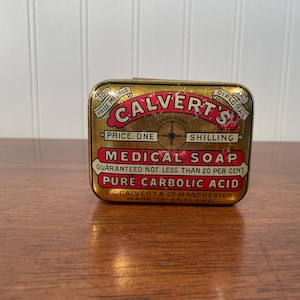 CALVERT'S
PRICE: ONE SHILLING
MEDICAL SOAP
GUARANTEED NOT LESS THAN 20 PER CENT
PURE CARBOLIC ACID
F. C. CALVERT & CO MANCHESTER
MADE